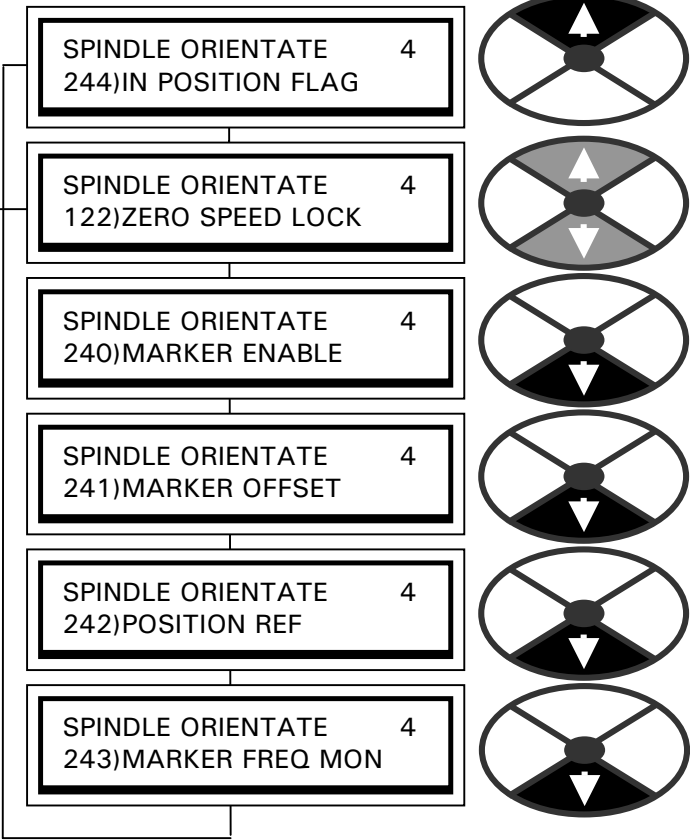 SPINDLE ORIENTATE 4
244)IN POSITION FLAG
SPINDLE ORIENTATE 4
122)ZERO SPEED LOCK
SPINDLE ORIENTATE 4
240)MARKER ENABLE
SPINDLE ORIENTATE 4
241)MARKER OFFSET
SPINDLE ORIENTATE 4
242)POSITION REF
SPINDLE ORIENTATE 4
243)MARKER FREQ MON